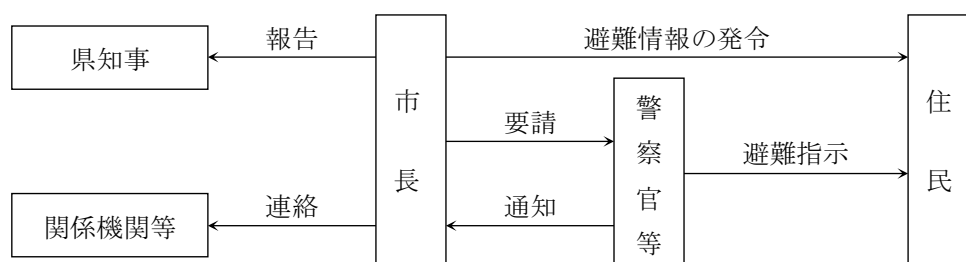 報告
避難情報の発令
県知事
市長
住民
要請
警察官等
避難指示
関係機関等
連絡
通知